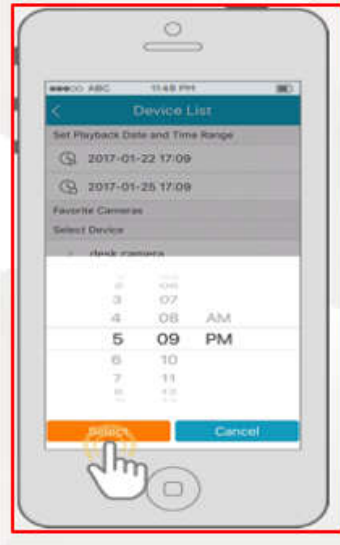 ABC 11:48 PM
Device List
Set Playback Date and Time Range
2017-01-22 17:09
2017-01-25 17:09
Favorite Cameras
Select Device
desk camera
3 07
4 08 AM
5 09 PM
6 10
7 11
Select Cancel